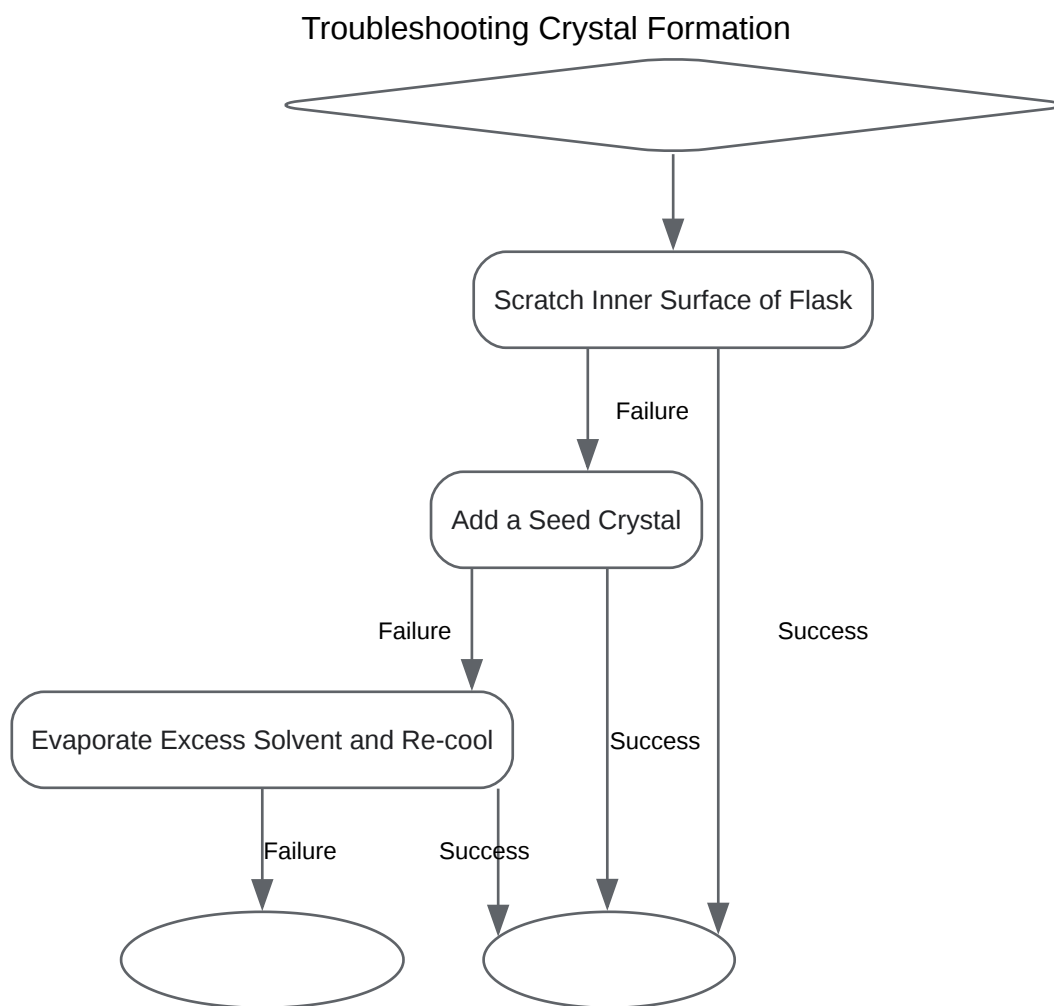 Troubleshooting Crystal Formation
Scratch Inner Surface of Flask
Failure
Add a Seed Crystal
Failure
Success
Evaporate Excess Solvent and Re-cool
Success
Failure
Success